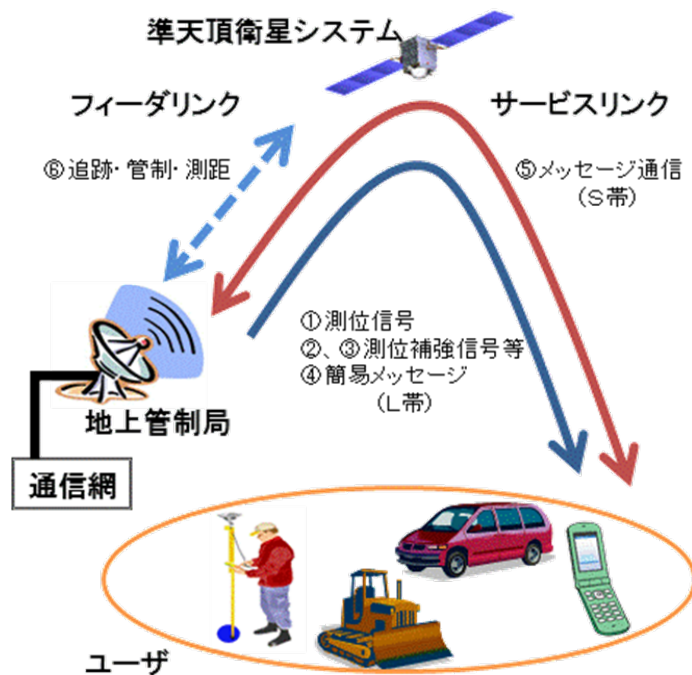 準天頂衛星システム
フィーダリンク
サービスリンク
⑥追跡・管制・測距
⑤メッセージ通信
(S帯)
①測位信号
②、③測位補強信号等
④簡易メッセージ
(L帯)
地上管制局
通信網
ユーザ